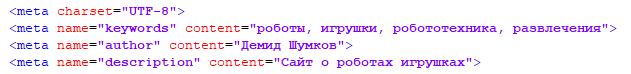 <meta charset="UTF-8">
<meta name="keywords" content="роботы, игрушки, робототехника, развлечения">
<meta name="author" content="Демид Шумков">
<meta name="description" content="Сайт о роботах игрушках">